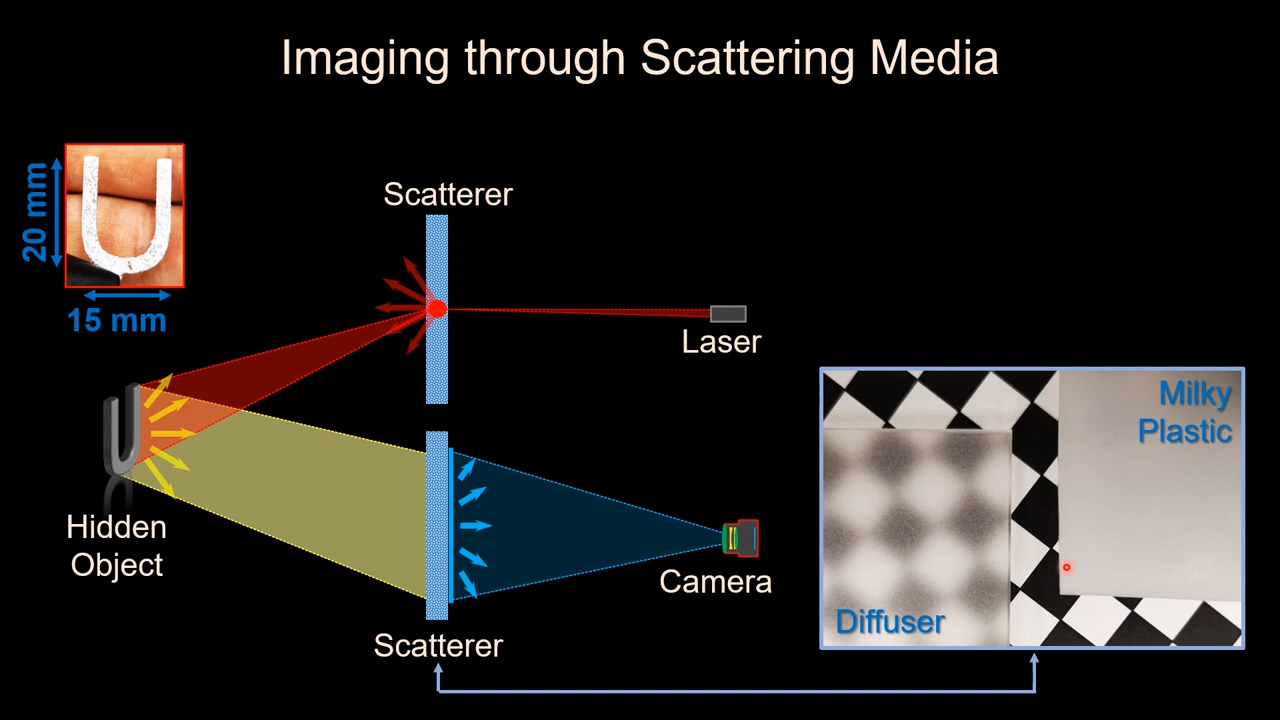 Imaging through Scattering Media
20 mm
15 mm
Scatterer
Laser
Hidden
Object
Camera
Scatterer
Milky
Plastic
Diffuser